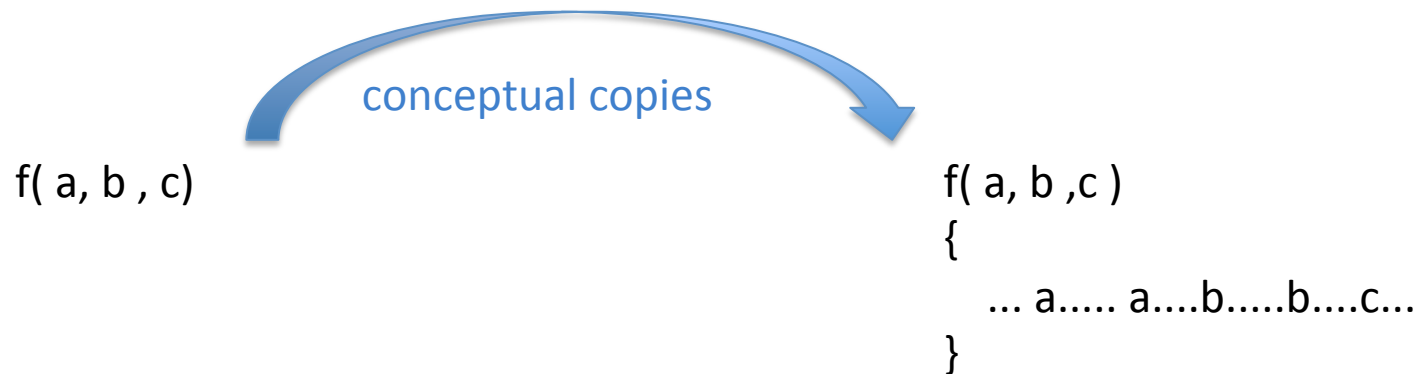 conceptual copies
f( a, b , c)
f( a, b ,c )
{
... a..... a....b.....b....c...
}